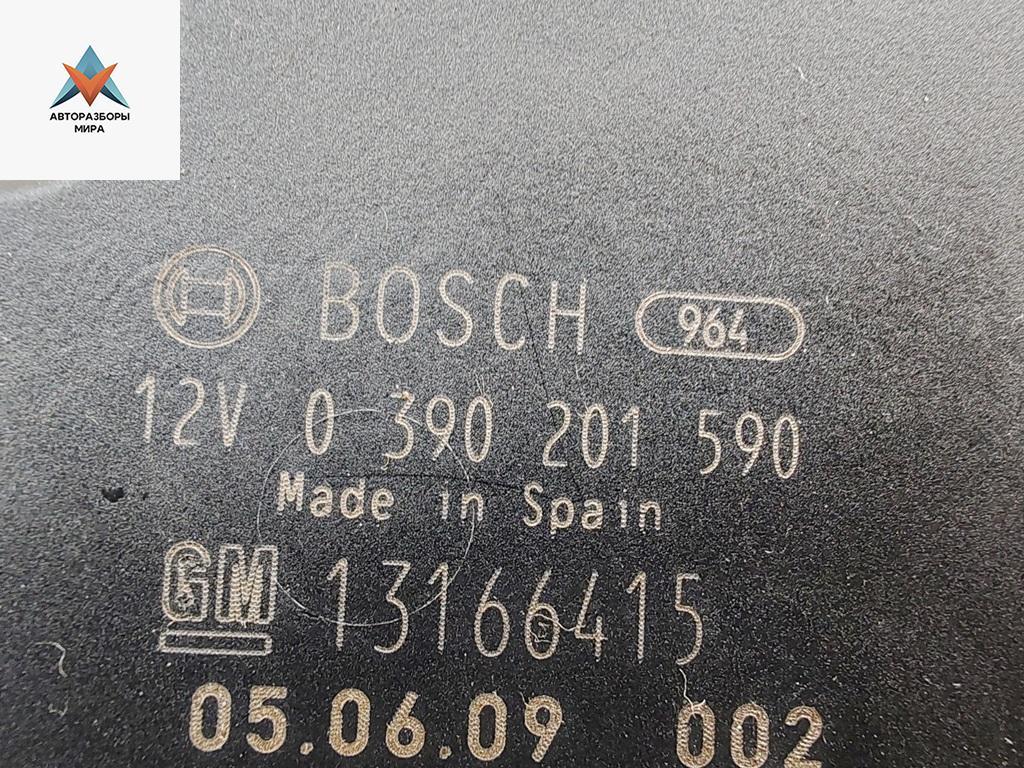 АВТОРАЗБОРЫ
МИРА
BOSCH 964
12V 0 390 201 590
Made in Spain
GM 13166415
05.06.09 002